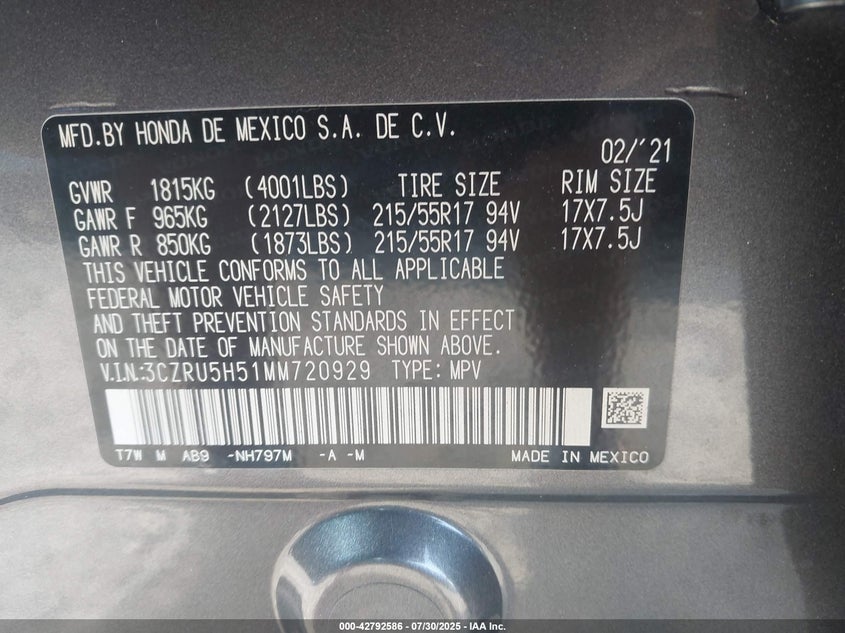 MFD.BY HONDA DE MEXICO S.A. DE C.V.
02/'21
GVWR 1815KG (4001LBS) TIRE SIZE RIM SIZE
GAWR F 965KG (2127LBS) 215/55R17 94V 17X7.5J
GAWR R 850KG (1873LBS) 215/55R17 94V 17X7.5J
THIS VEHICLE CONFORMS TO ALL APPLICABLE
FEDERAL MOTOR VEHICLE SAFETY
AND THEFT PREVENTION STANDARDS IN EFFECT
ON THE DATE OF MANUFACTURE SHOWN ABOVE.
V.I.N.:3CZRU5H51MM720929 TYPE: MPV
T7W M AB9 -NH797M -A -M MADE IN MEXICO
000-42792586 - 07/30/2025 - IAA Inc.